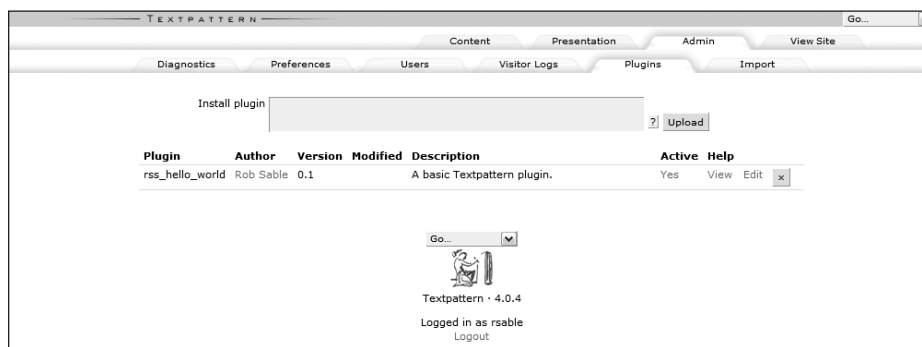 TEXTPATTERN
Go...
Content Presentation Admin View Site
Diagnostics Preferences Users Visitor Logs Plugins Import
Install plugin
? Upload
Plugin Author Version Modified Description Active Help
rss_hello_world Rob Sable 0.1 A basic Textpattern plugin. Yes View Edit x
Go...
Textpattern · 4.0.4
Logged in as rsable
Logout